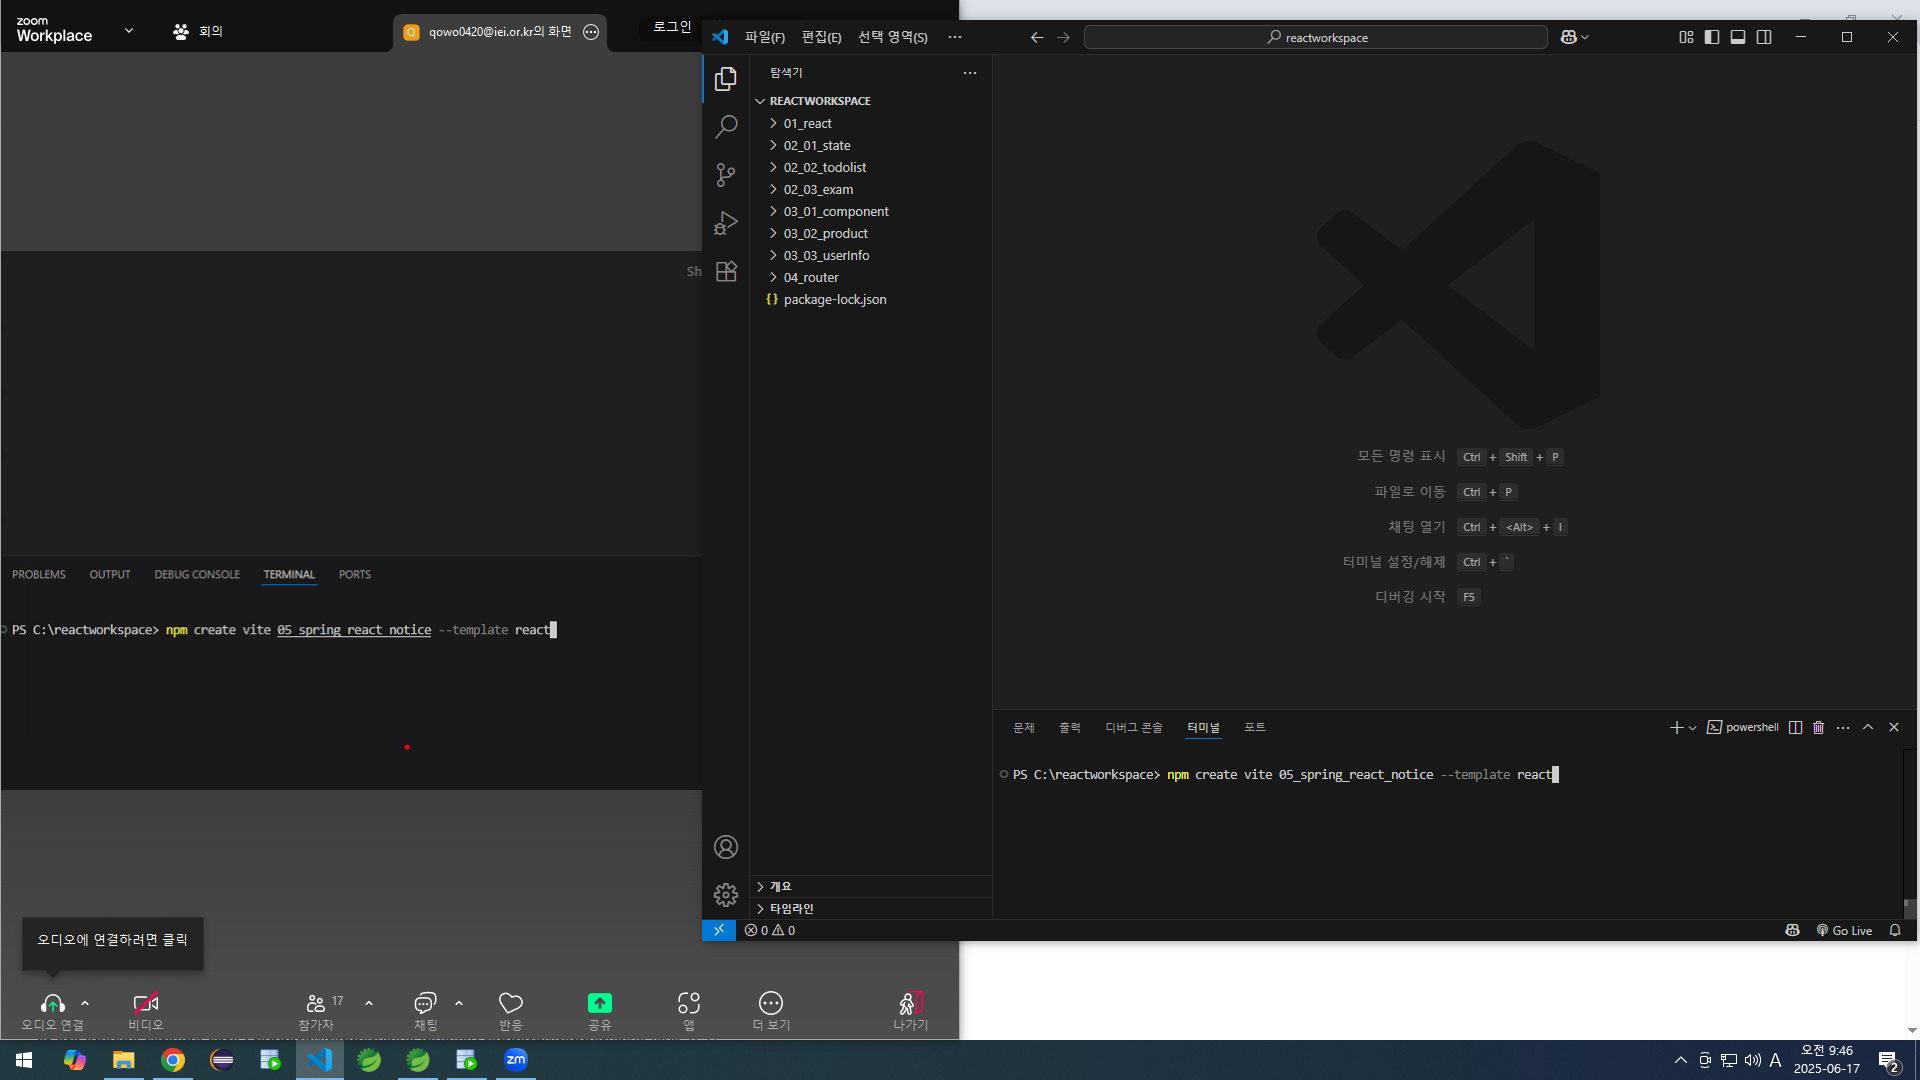 zoom
Workplace
회의
qowo0420@iei.or.kr의 화면
로그인
Sh
PROBLEMS OUTPUT DEBUG CONSOLE TERMINAL PORTS
PS C:\reactworkspace> npm create vite 05_spring_react_notice --template react
오디오에 연결하려면 클릭
오디오 연결
비디오
17
참가자
채팅
반응
공유
앱
더 보기
나가기
파일(F) 편집(E) 선택 영역(S) ···
reactworkspace
탐색기
REACTWORKSPACE
01_react
02_01_state
02_02_todolist
02_03_exam
03_01_component
03_02_product
03_03_userInfo
04_router
{} package-lock.json
개요
타임라인
모든 명령 표시 Ctrl + Shift + P
파일로 이동 Ctrl + P
채팅 열기 Ctrl + <Alt> + I
터미널 설정/해제 Ctrl + `
디버깅 시작 F5
문제 출력 디버그 콘솔 터미널 포트
powershell
PS C:\reactworkspace> npm create vite 05_spring_react_notice --template react
0 0
Go Live
zm
A
오전 9:46
2025-06-17
2